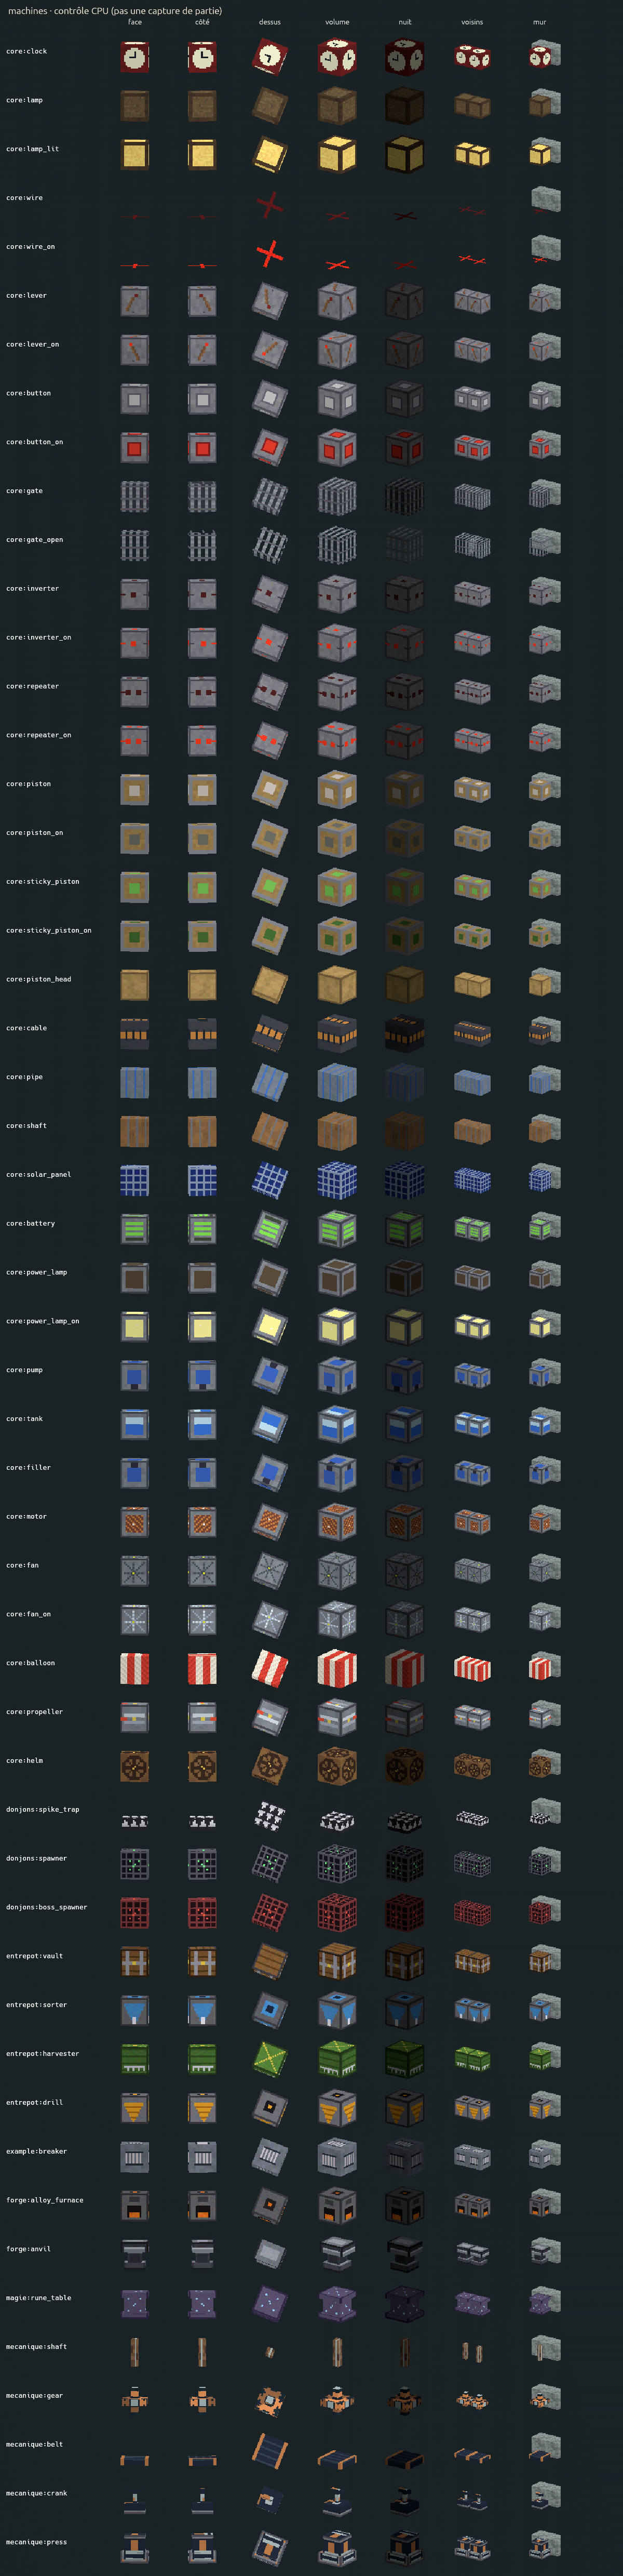 machines · contrôle CPU (pas une capture de partie)
face côté dessus volume nuit voisins mur
core:clock
core:lamp
core:lamp_lit
core:wire
core:wire_on
core:lever
core:lever_on
core:button
core:button_on
core:gate
core:gate_open
core:inverter
core:inverter_on
core:repeater
core:repeater_on
core:piston
core:piston_on
core:sticky_piston
core:sticky_piston_on
core:piston_head
core:cable
core:pipe
core:shaft
core:solar_panel
core:battery
core:power_lamp
core:power_lamp_on
core:pump
core:tank
core:filler
core:motor
core:fan
core:fan_on
core:balloon
core:propeller
core:helm
donjons:spike_trap
donjons:spawner
donjons:boss_spawner
entrepot:vault
entrepot:sorter
entrepot:harvester
entrepot:drill
example:breaker
forge:alloy_furnace
forge:anvil
magie:rune_table
mecanique:shaft
mecanique:gear
mecanique:belt
mecanique:crank
mecanique:press